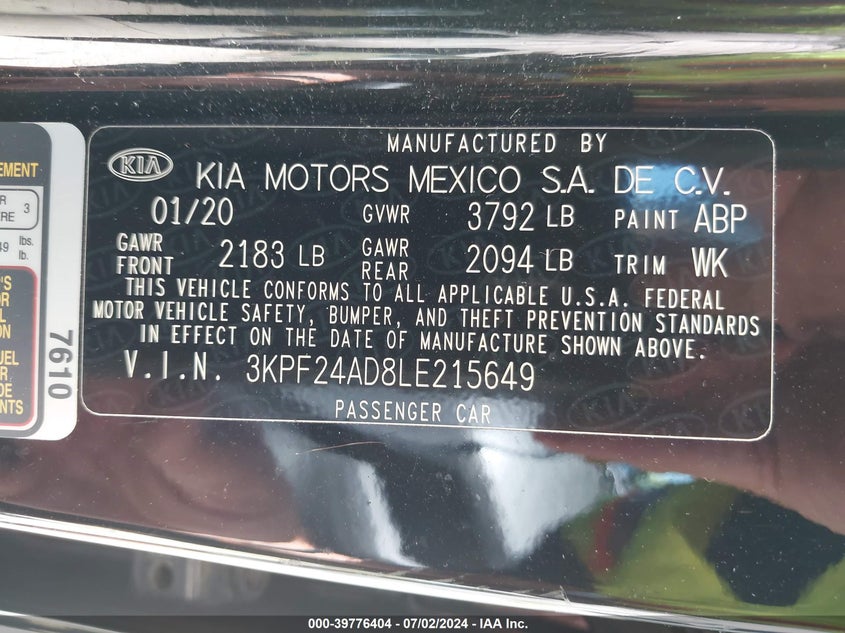 MANUFACTURED BY
KIA KIA MOTORS MEXICO S.A. DE C.V.
01/20 GVWR 3792 LB PAINT ABP
GAWR FRONT 2183 LB GAWR REAR 2094 LB TRIM WK
THIS VEHICLE CONFORMS TO ALL APPLICABLE U.S.A. FEDERAL
MOTOR VEHICLE SAFETY, BUMPER, AND THEFT PREVENTION STANDARDS
IN EFFECT ON THE DATE OF MANUFACTURE SHOWN ABOVE.
V.I.N. 3KPF24AD8LE215649
PASSENGER CAR
7610
3
lbs.
lb.
000-39776404 / 07/02/2024 - IAA Inc.